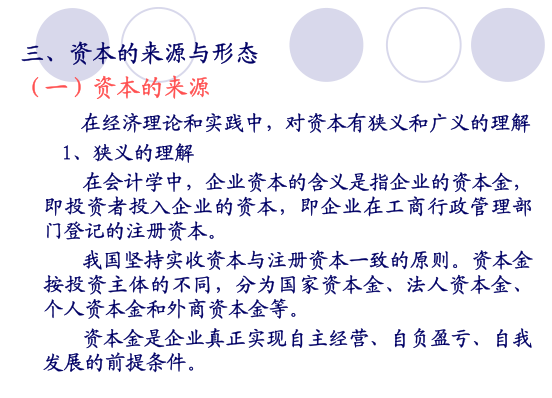 三、资本的来源与形态
（一）资本的来源
在经济理论和实践中，对资本有狭义和广义的理解
1、狭义的理解
在会计学中，企业资本的含义是指企业的资本金，
即投资者投入企业的资本，即企业在工商行政管理部
门登记的注册资本。
我国坚持实收资本与注册资本一致的原则。资本金
按投资主体的不同，分为国家资本金、法人资本金、
个人资本金和外商资本金等。
资本金是企业真正实现自主经营、自负盈亏、自我
发展的前提条件。